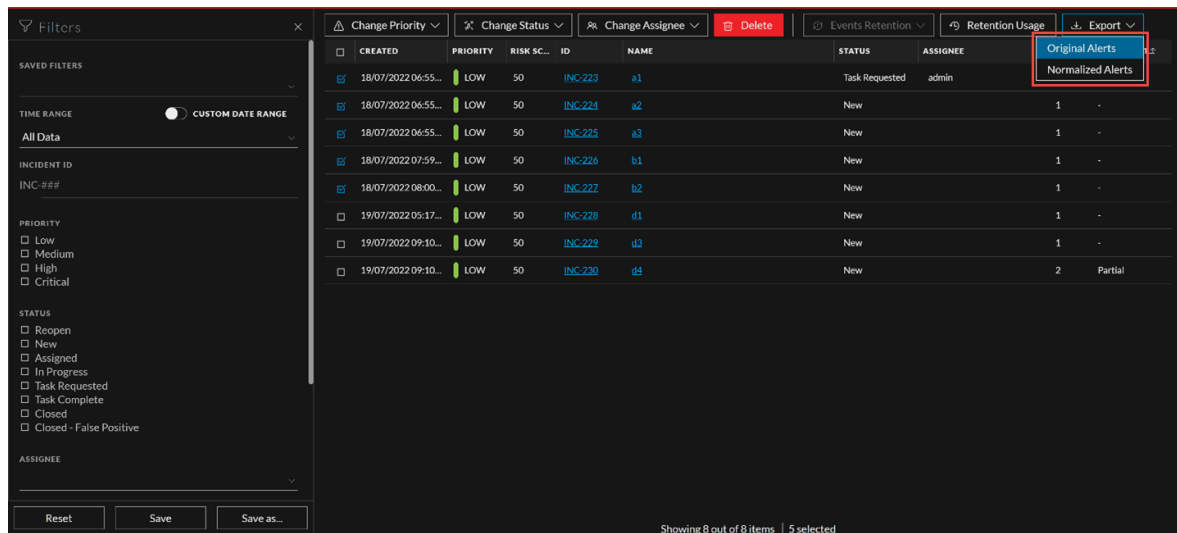 Filters
SAVED FILTERS
TIME RANGE
CUSTOM DATE RANGE
All Data
INCIDENT ID
INC-###
PRIORITY
Low
Medium
High
Critical
STATUS
Reopen
New
Assigned
In Progress
Task Requested
Task Complete
Closed
Closed - False Positive
ASSIGNEE
Reset Save Save as...
Change Priority Change Status Change Assignee Delete Events Retention Retention Usage Export
Original Alerts
Normalized Alerts
CREATED PRIORITY RISK SC... ID NAME STATUS ASSIGNEE
18/07/2022 06:55... LOW 50 INC-223 a1 Task Requested admin
18/07/2022 06:55... LOW 50 INC-224 a2 New 1 -
18/07/2022 06:55... LOW 50 INC-225 a3 New 1 -
18/07/2022 07:59... LOW 50 INC-226 b1 New 1 -
18/07/2022 08:00... LOW 50 INC-227 b2 New 1 -
19/07/2022 05:17... LOW 50 INC-228 d1 New 1 -
19/07/2022 09:10... LOW 50 INC-229 d3 New 1 -
19/07/2022 09:10... LOW 50 INC-230 d4 New 2 Partial
Showing 8 out of 8 items | 5 selected